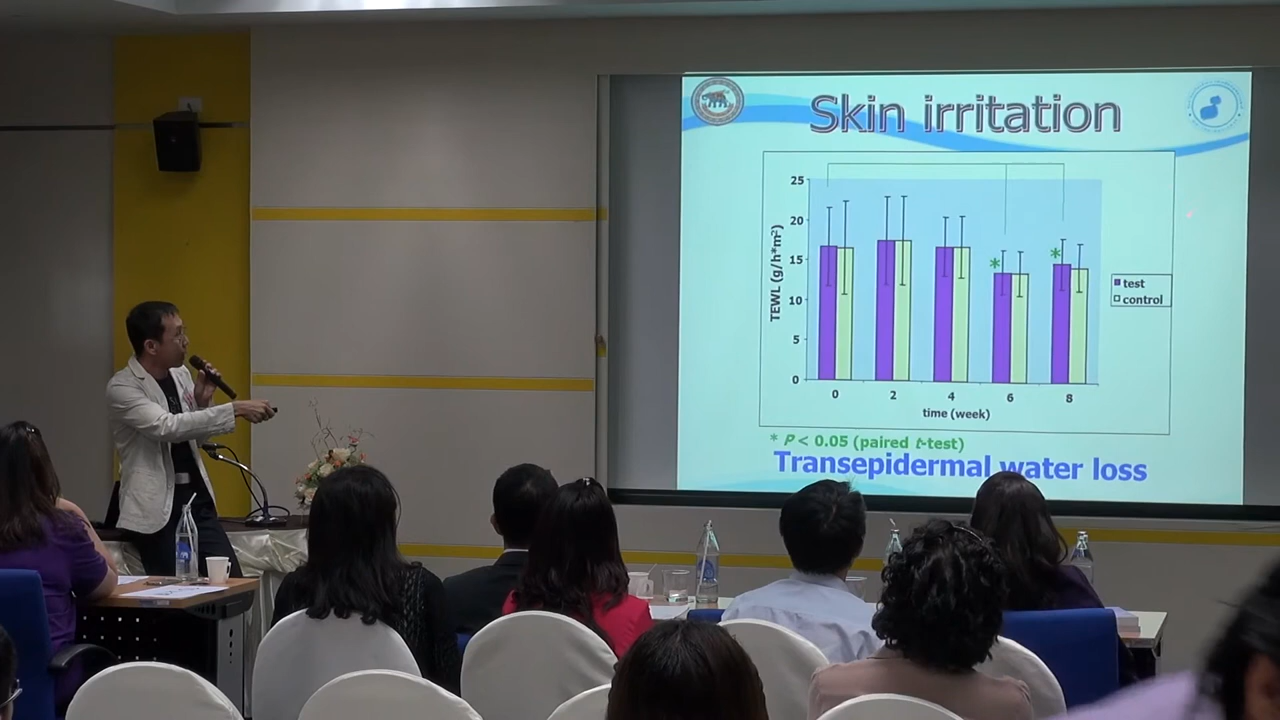 Skin irritation
25
20
15
10
5
0
TEWL (g/h*m²)
*
*
0 2 4 6 8
time (week)
test
control
* P < 0.05 (paired t-test)
Transepidermal water loss